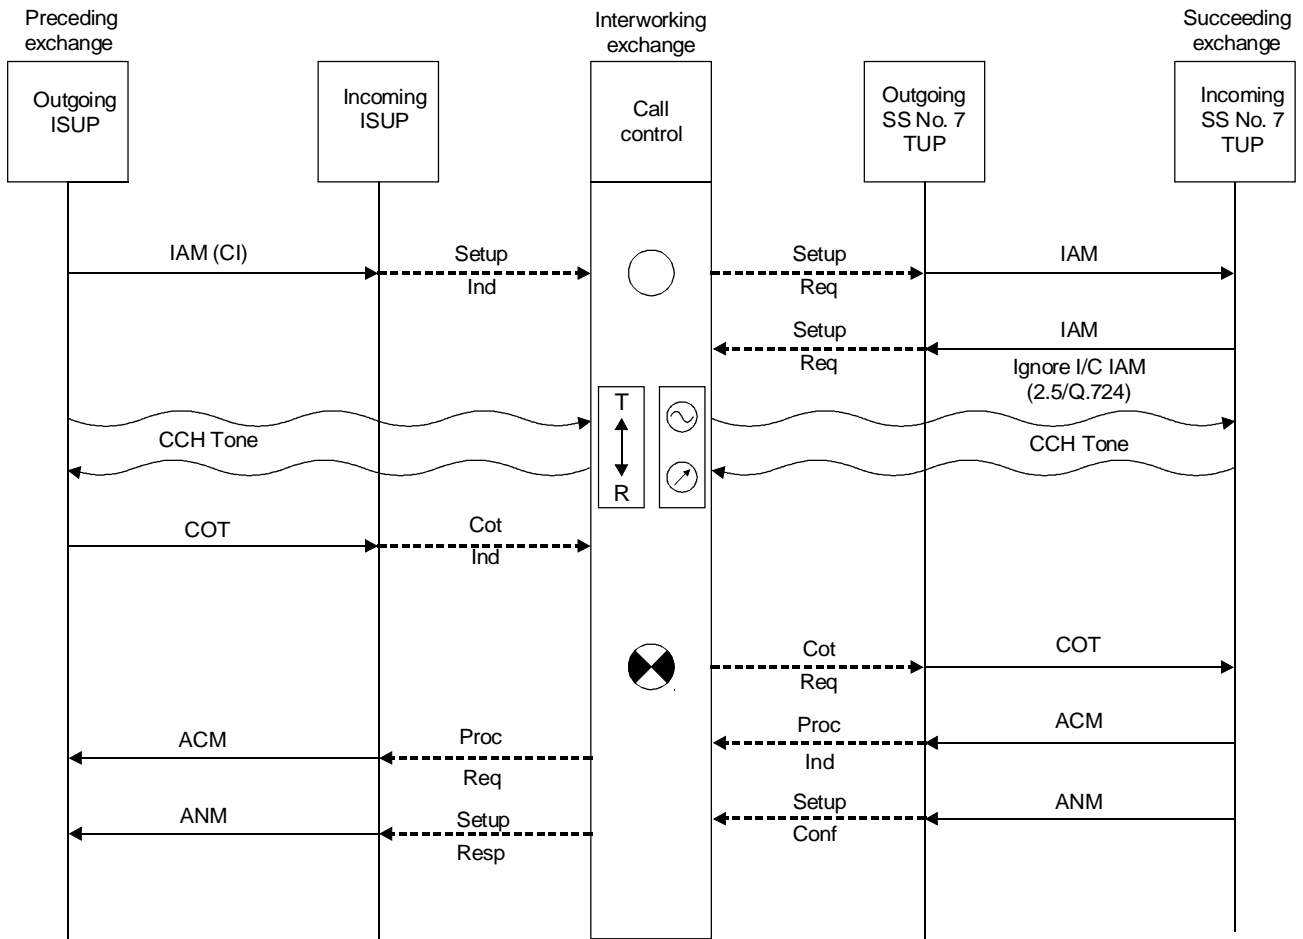 Preceding
exchange
Interworking
exchange
Succeeding
exchange
Outgoing
ISUP
Incoming
ISUP
Call
control
Outgoing
SS No. 7
TUP
Incoming
SS No. 7
TUP
IAM (CI)
Setup
Ind
Setup
Req
IAM
Setup
Req
IAM
Ignore I/C IAM
(2.5/Q.724)
T
R
CCH Tone
CCH Tone
COT
Cot
Ind
Cot
Req
COT
ACM
Proc
Req
Proc
Ind
ACM
ANM
Setup
Resp
Setup
Conf
ANM